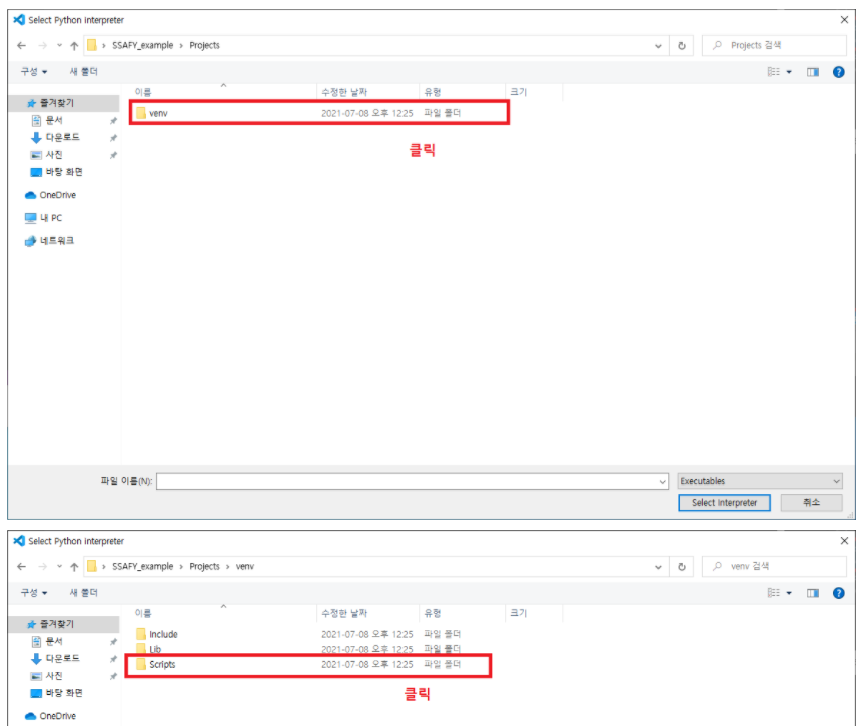 Select Python interpreter
SSAFY_example › Projects
Projects 검색
구성
새 폴더
이름 수정한 날짜 유형 크기
즐겨찾기
문서
다운로드
사진
바탕 화면
OneDrive
내 PC
네트워크
venv 2021-07-08 오후 12:25 파일 폴더
클릭
파일 이름(N):
Executables
Select Interpreter
취소
Select Python interpreter
SSAFY_example › Projects › venv
venv 검색
구성
새 폴더
이름 수정한 날짜 유형 크기
즐겨찾기
문서
다운로드
사진
바탕 화면
OneDrive
Include 2021-07-08 오후 12:25 파일 폴더
Lib 2021-07-08 오후 12:25 파일 폴더
Scripts 2021-07-08 오후 12:25 파일 폴더
클릭